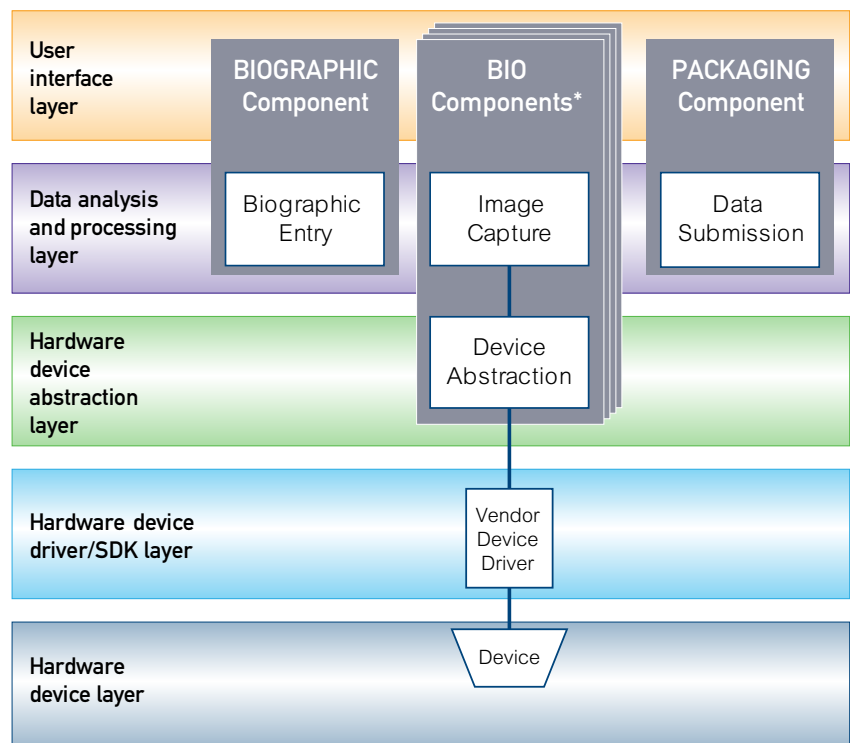 User
interface
layer
BIOGRAPHIC
Component
BIO
Components*
PACKAGING
Component
Data analysis
and processing
layer
Biographic
Entry
Image
Capture
Data
Submission
Hardware
device
abstraction
layer
Device
Abstraction
Hardware device
driver/SDK layer
Vendor
Device
Driver
Hardware
device layer
Device